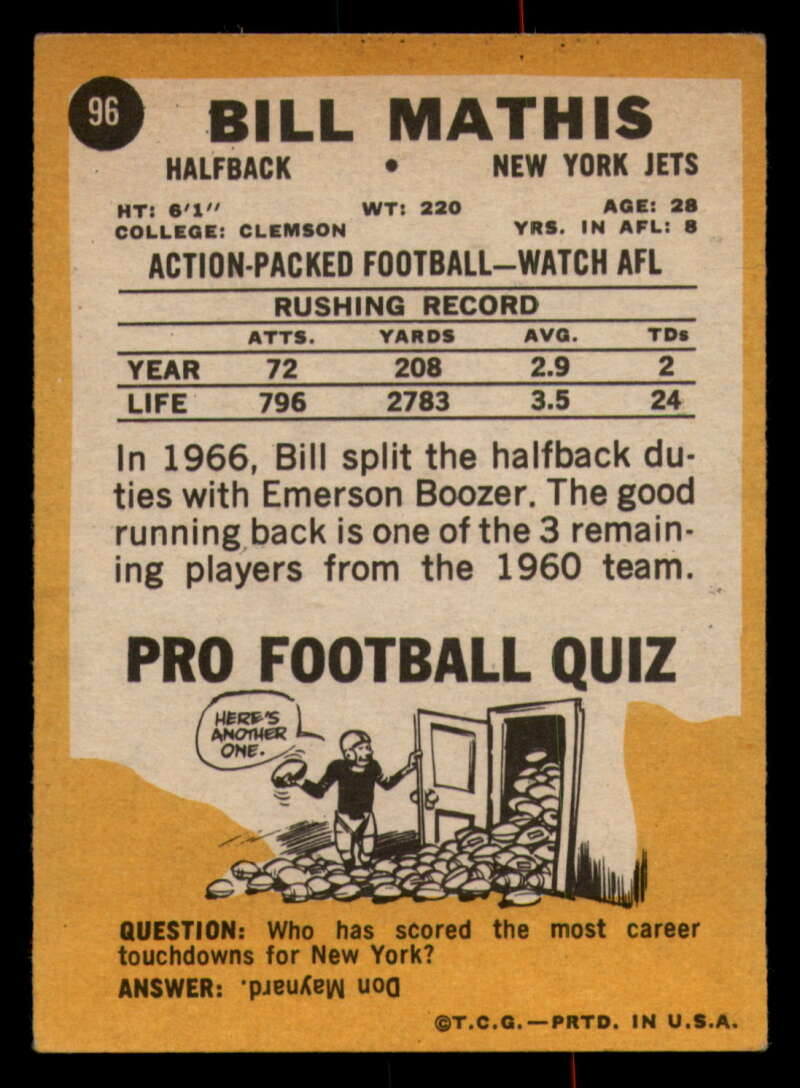 96
BILL MATHIS
HALFBACK • NEW YORK JETS
HT: 6'1" WT: 220 AGE: 28
COLLEGE: CLEMSON YRS. IN AFL: 8
ACTION-PACKED FOOTBALL—WATCH AFL
RUSHING RECORD
ATTS. YARDS AVG. TDs
YEAR 72 208 2.9 2
LIFE 796 2783 3.5 24
In 1966, Bill split the halfback du-
ties with Emerson Boozer. The good
running back is one of the 3 remain-
ing players from the 1960 team.
PRO FOOTBALL QUIZ
HERE'S
ANOTHER
ONE.
QUESTION: Who has scored the most career
touchdowns for New York?
ANSWER: Don Maynard.
©T.C.G.—PRTD. IN U.S.A.